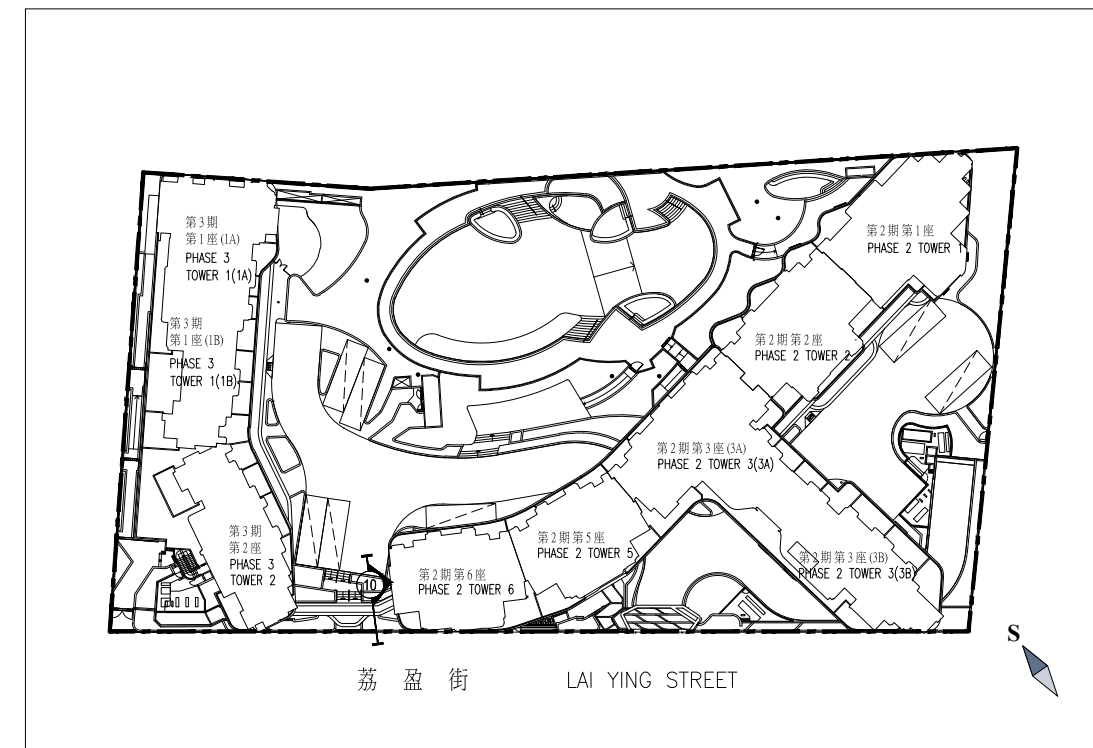 第3期
第1座(1A)
PHASE 3
TOWER 1(1A)
第3期
第1座(1B)
PHASE 3
TOWER 1(1B)
第3期
第2座
PHASE 3
TOWER 2
第2期第1座
PHASE 2 TOWER 1
第2期第2座
PHASE 2 TOWER 2
第2期第3座(3A)
PHASE 2 TOWER 3(3A)
第2期第5座
PHASE 2 TOWER 5
第2期第3座(3B)
PHASE 2 TOWER 3(3B)
第2期第6座
PHASE 2 TOWER 6
10
S
荔盈街 LAI YING STREET